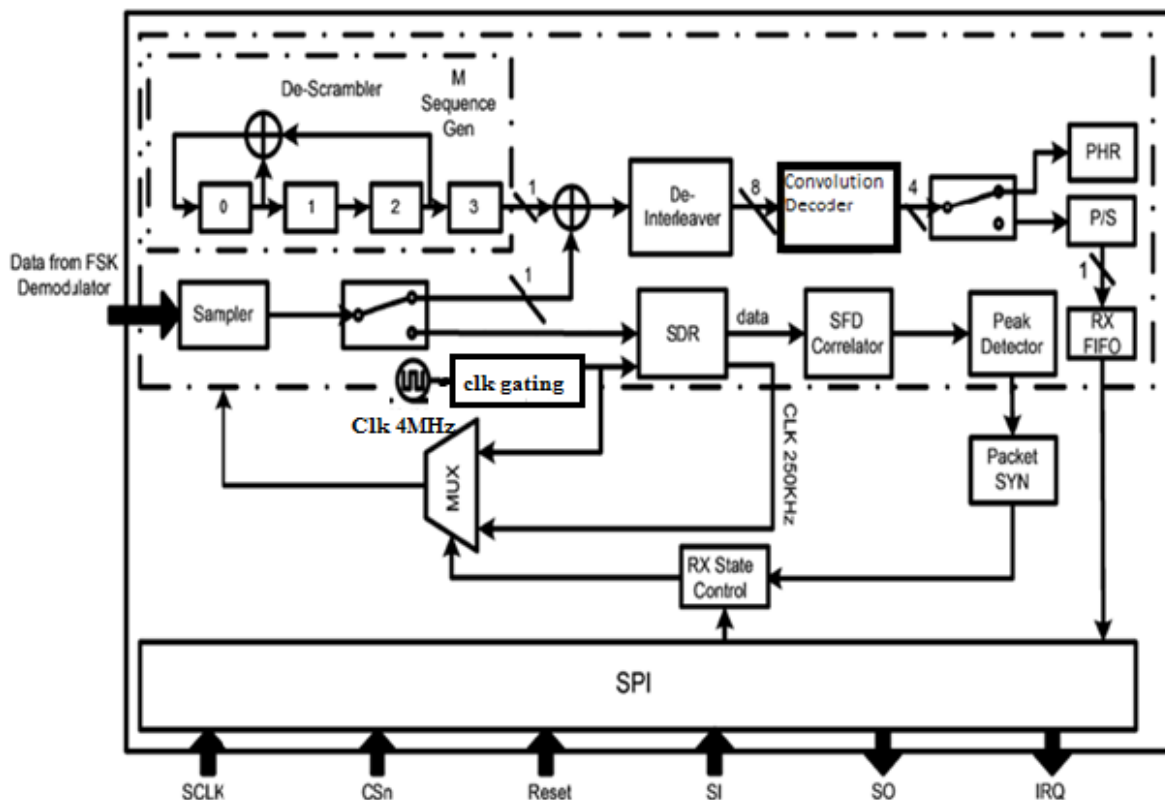 De-Scrambler
M
Sequence
Gen
0
1
2
3
1
De-
Interleaver
8
Convolution
Decoder
4
PHR
P/S
1
RX
FIFO
Data from FSK
Demodulator
Sampler
1
SDR
data
SFD
Correlator
Peak
Detector
clk gating
Clk 4MHz
CLK 250KHz
MUX
Packet
SYN
RX State
Control
SPI
SCLK
CSn
Reset
SI
SO
IRQ